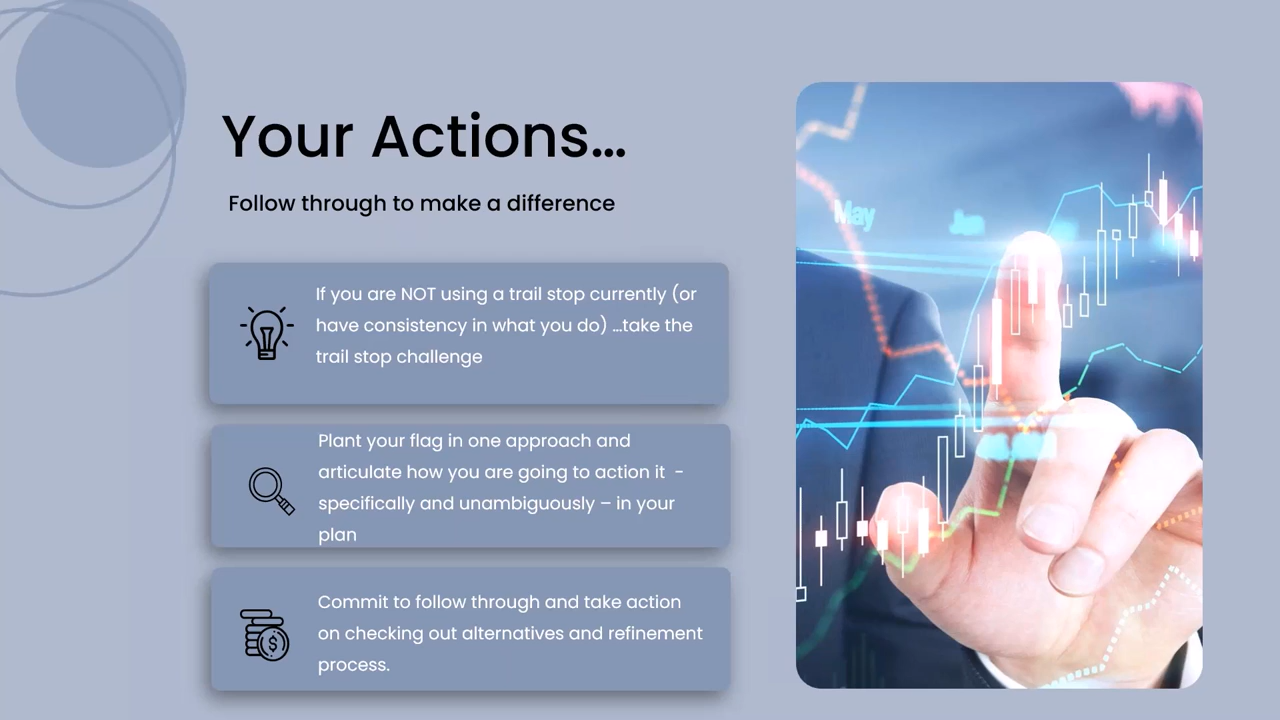 Your Actions...
Follow through to make a difference
If you are NOT using a trail stop currently (or
have consistency in what you do) ...take the
trail stop challenge
Plant your flag in one approach and
articulate how you are going to action it  -
specifically and unambiguously – in your
plan
Commit to follow through and take action
on checking out alternatives and refinement
process.
May
Jan
$